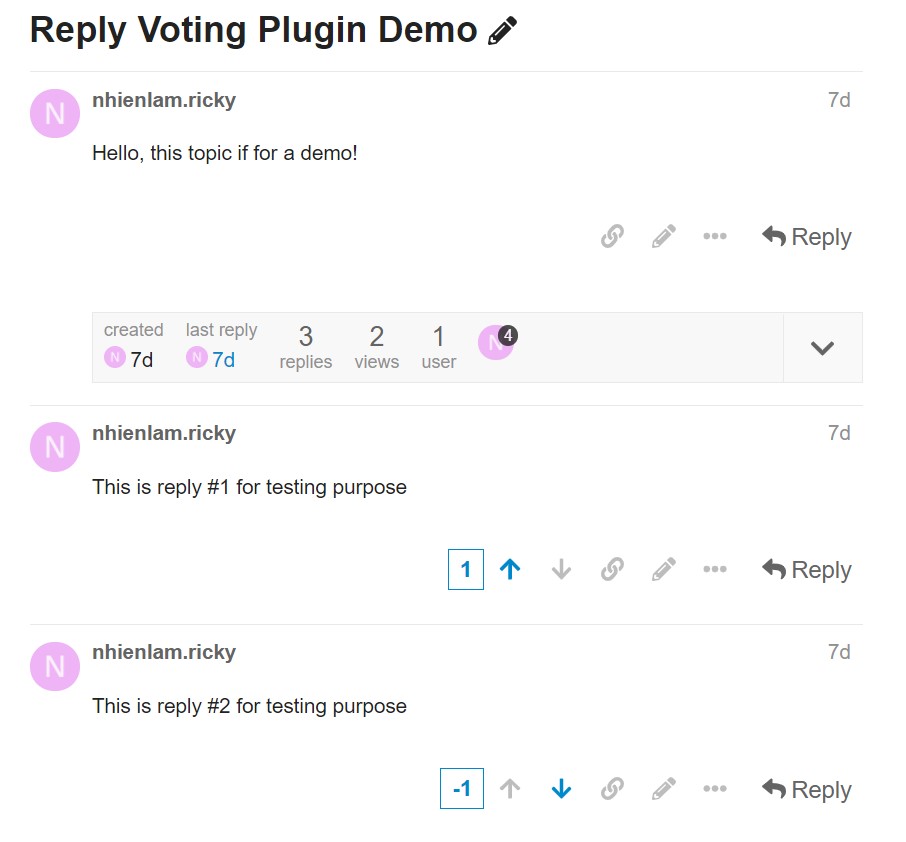 Reply Voting Plugin Demo
N nhienlam.ricky 7d
Hello, this topic if for a demo!
Reply
created last reply 3 2 1 N 4
N 7d N 7d replies views user
N nhienlam.ricky 7d
This is reply #1 for testing purpose
1 Reply
N nhienlam.ricky 7d
This is reply #2 for testing purpose
-1 Reply